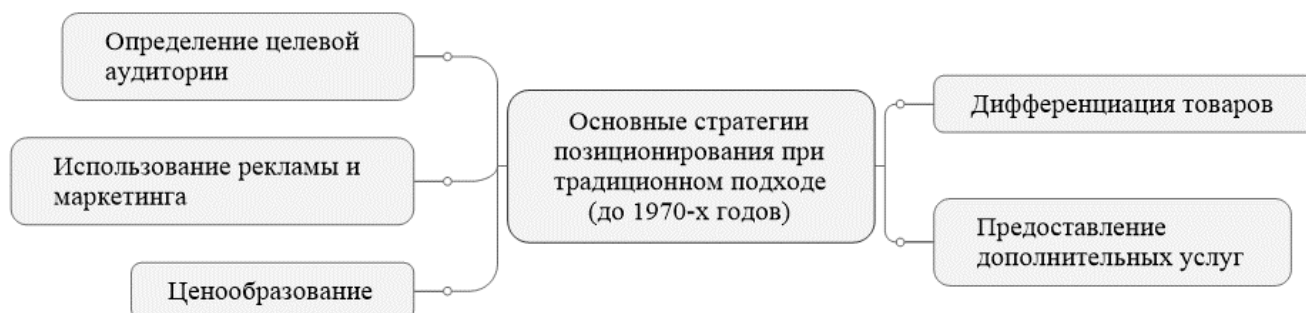 Определение целевой
аудитории
Использование рекламы и
маркетинга
Ценообразование
Основные стратегии
позиционирования при
традиционном подходе
(до 1970-х годов)
Дифференциация товаров
Предоставление
дополнительных услуг